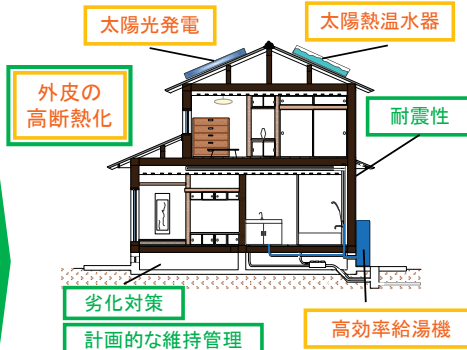 太陽光発電
太陽熱温水器
外皮の
高断熱化
耐震性
劣化対策
計画的な維持管理
高効率給湯機